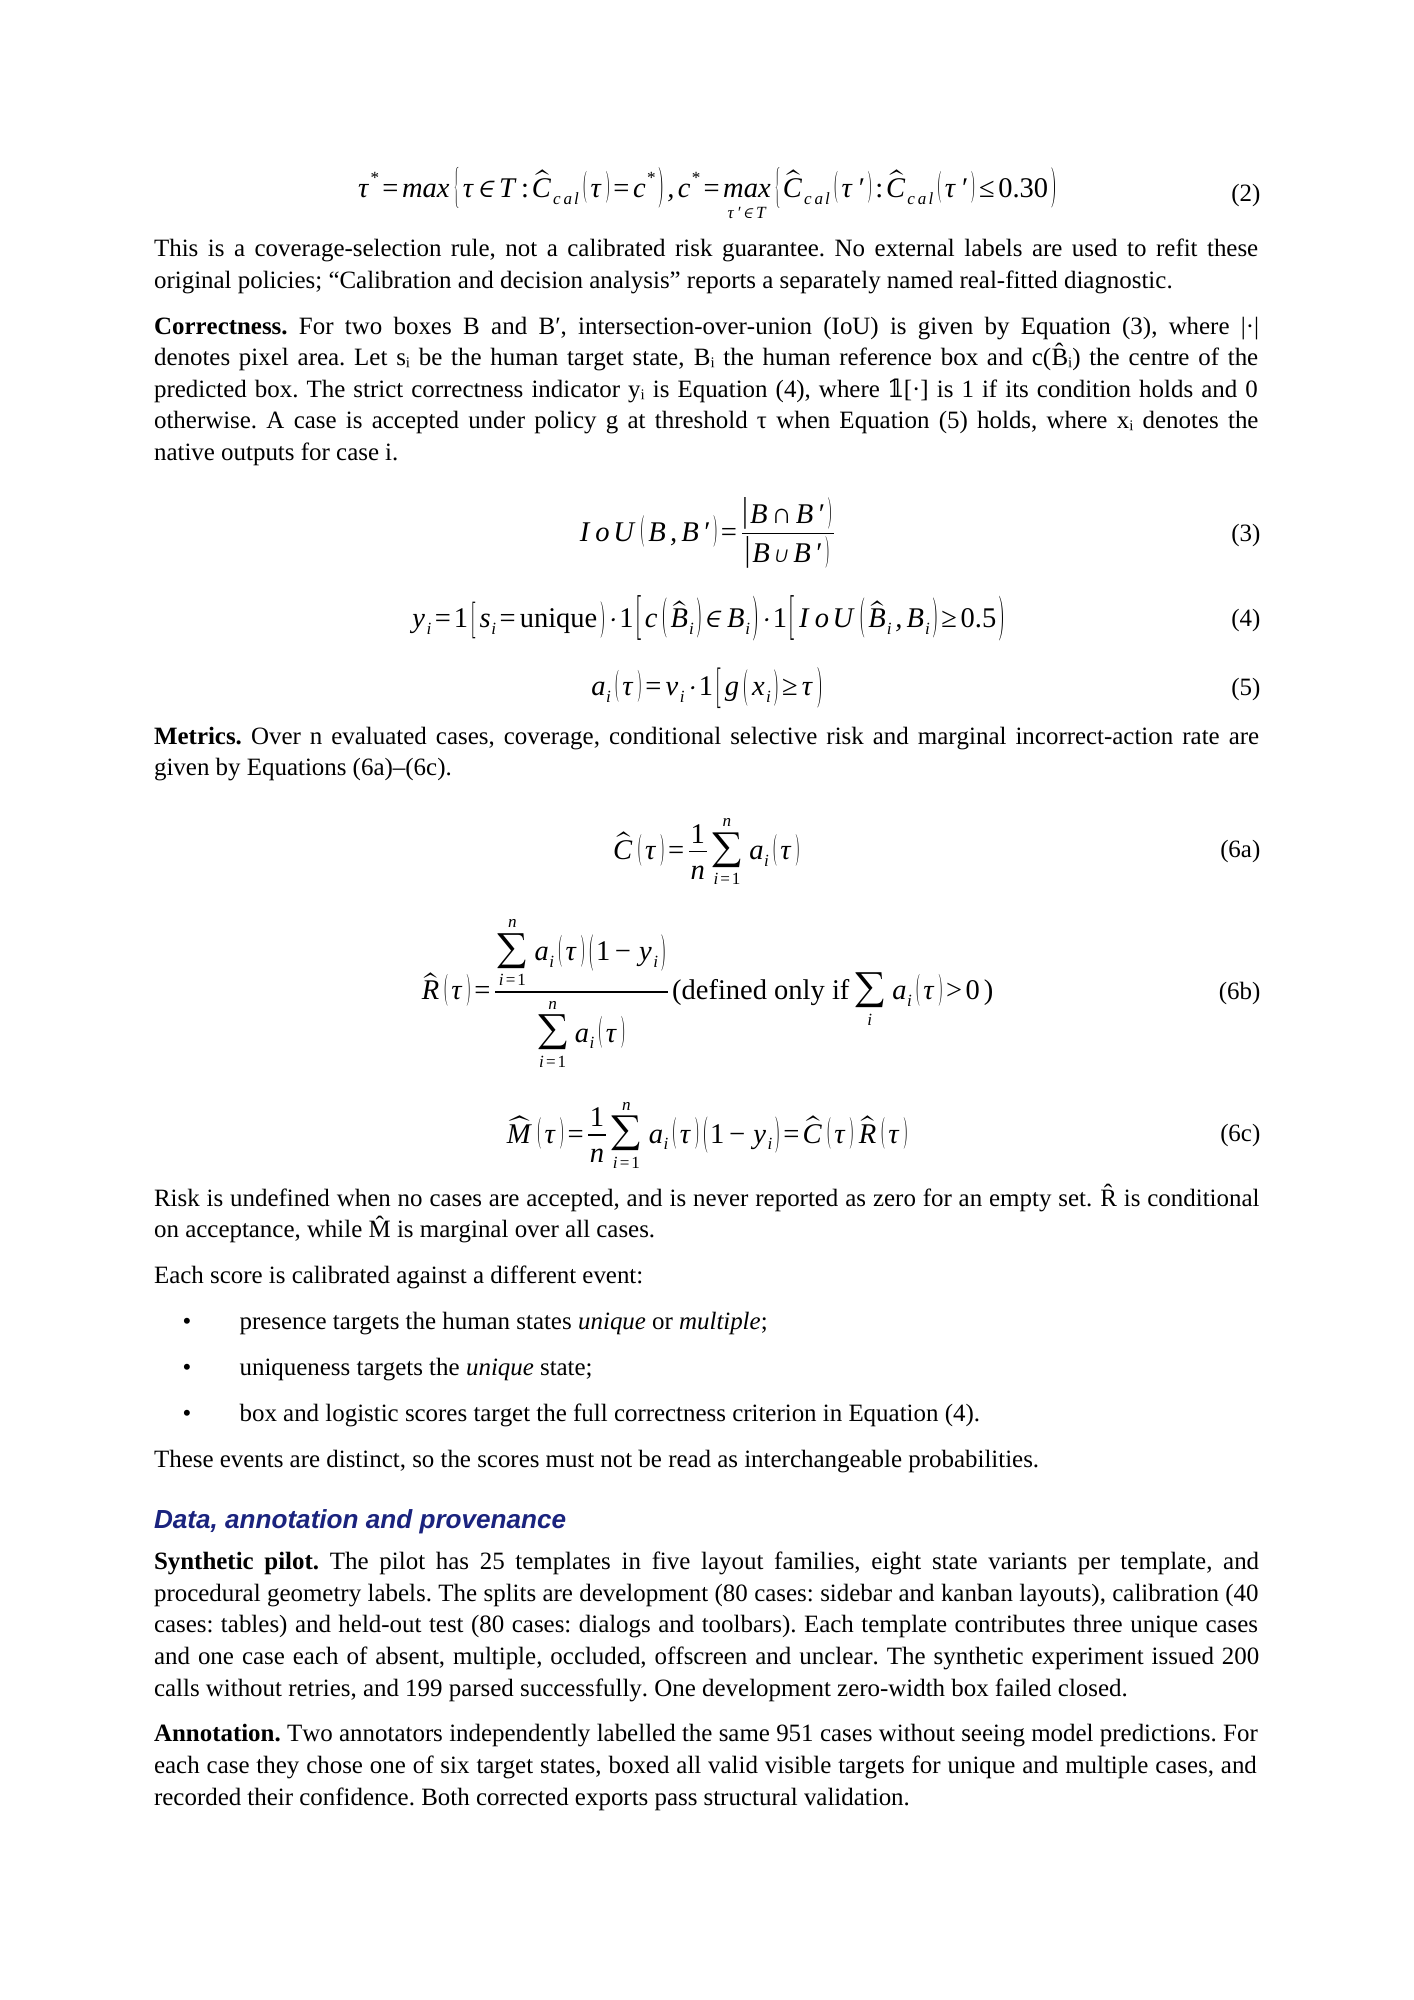 τ* = max{τ ∈ T : Ĉ_cal(τ) = c*), c* = max_{τ′∈T} {Ĉ_cal(τ′) : Ĉ_cal(τ′) ≤ 0.30) (2)
This is a coverage-selection rule, not a calibrated risk guarantee. No external labels are used to refit these
original policies; “Calibration and decision analysis” reports a separately named real-fitted diagnostic.
Correctness. For two boxes B and B′, intersection-over-union (IoU) is given by Equation (3), where |·|
denotes pixel area. Let sᵢ be the human target state, Bᵢ the human reference box and c(B̂ᵢ) the centre of the
predicted box. The strict correctness indicator yᵢ is Equation (4), where 𝟙[·] is 1 if its condition holds and 0
otherwise. A case is accepted under policy g at threshold τ when Equation (5) holds, where xᵢ denotes the
native outputs for case i.
IoU(B, B′) = |B ∩ B′) / |B ∪ B′) (3)
yᵢ = 1[sᵢ = unique) · 1[c(B̂ᵢ) ∈ Bᵢ) · 1[IoU(B̂ᵢ, Bᵢ) ≥ 0.5) (4)
aᵢ(τ) = vᵢ · 1[g(xᵢ) ≥ τ) (5)
Metrics. Over n evaluated cases, coverage, conditional selective risk and marginal incorrect-action rate are
given by Equations (6a)–(6c).
Ĉ(τ) = 1/n ∑_{i=1}^{n} aᵢ(τ) (6a)
R̂(τ) = ∑_{i=1}^{n} aᵢ(τ)(1 − yᵢ) / ∑_{i=1}^{n} aᵢ(τ) (defined only if ∑_i aᵢ(τ) > 0) (6b)
M̂(τ) = 1/n ∑_{i=1}^{n} aᵢ(τ)(1 − yᵢ) = Ĉ(τ) R̂(τ) (6c)
Risk is undefined when no cases are accepted, and is never reported as zero for an empty set. R̂ is conditional
on acceptance, while M̂ is marginal over all cases.
Each score is calibrated against a different event:
• presence targets the human states unique or multiple;
• uniqueness targets the unique state;
• box and logistic scores target the full correctness criterion in Equation (4).
These events are distinct, so the scores must not be read as interchangeable probabilities.
Data, annotation and provenance
Synthetic pilot. The pilot has 25 templates in five layout families, eight state variants per template, and
procedural geometry labels. The splits are development (80 cases: sidebar and kanban layouts), calibration (40
cases: tables) and held-out test (80 cases: dialogs and toolbars). Each template contributes three unique cases
and one case each of absent, multiple, occluded, offscreen and unclear. The synthetic experiment issued 200
calls without retries, and 199 parsed successfully. One development zero-width box failed closed.
Annotation. Two annotators independently labelled the same 951 cases without seeing model predictions. For
each case they chose one of six target states, boxed all valid visible targets for unique and multiple cases, and
recorded their confidence. Both corrected exports pass structural validation.